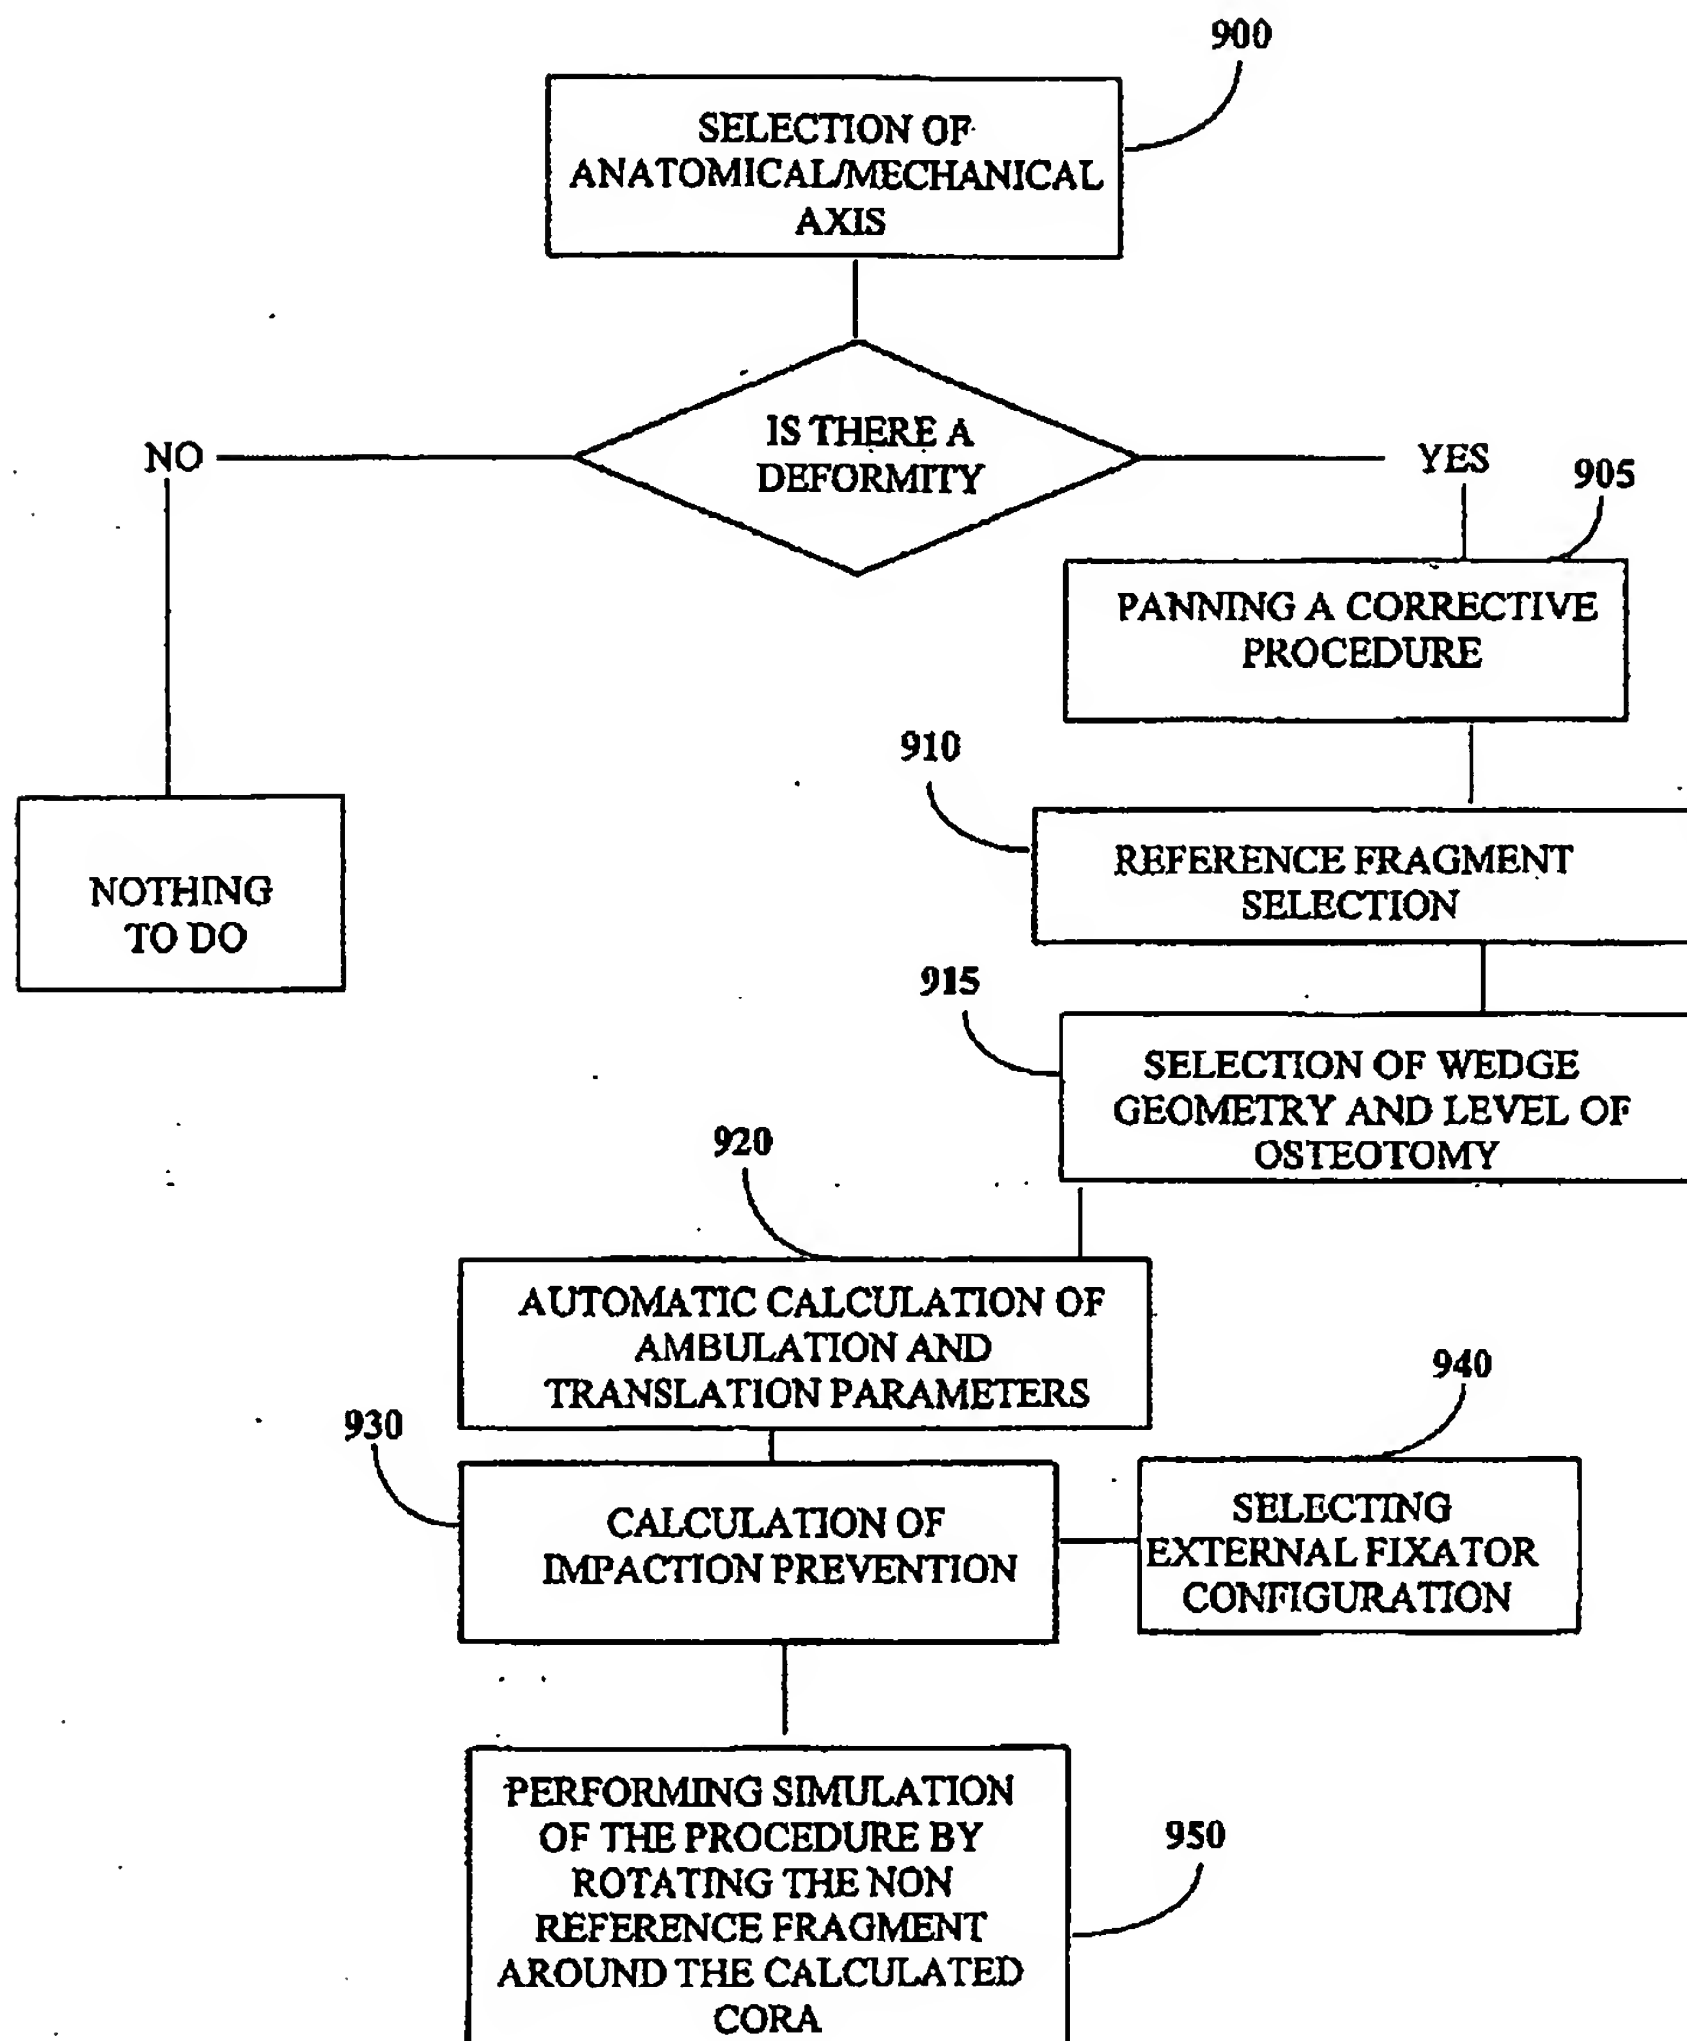 900
SELECTION OF
ANATOMICAL/MECHANICAL
AXIS
IS THERE A
DEFORMITY
NO
YES
905
PANNING A CORRECTIVE
PROCEDURE
910
REFERENCE FRAGMENT
SELECTION
NOTHING
TO DO
915
SELECTION OF WEDGE
GEOMETRY AND LEVEL OF
OSTEOTOMY
920
AUTOMATIC CALCULATION OF
AMBULATION AND
TRANSLATION PARAMETERS
930
CALCULATION OF
IMPACTION PREVENTION
940
SELECTING
EXTERNAL FIXATOR
CONFIGURATION
PERFORMING SIMULATION
OF THE PROCEDURE BY
ROTATING THE NON
REFERENCE FRAGMENT
AROUND THE CALCULATED
CORA
950